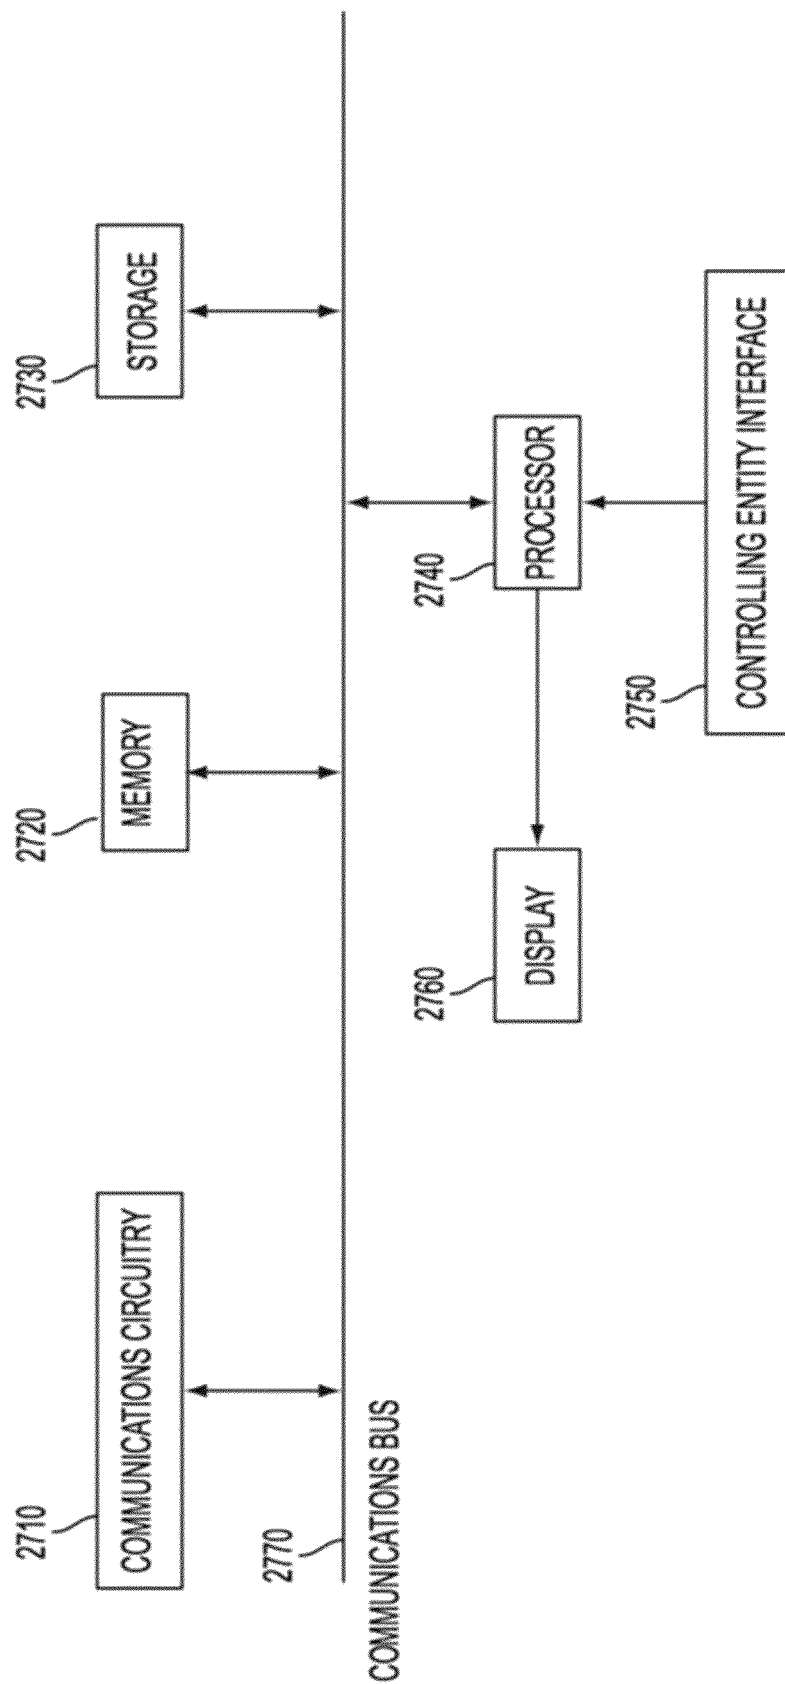 2710
COMMUNICATIONS CIRCUITRY
2720
MEMORY
2730
STORAGE
2770
COMMUNICATIONS BUS
2760
DISPLAY
2740
PROCESSOR
2750
CONTROLLING ENTITY INTERFACE